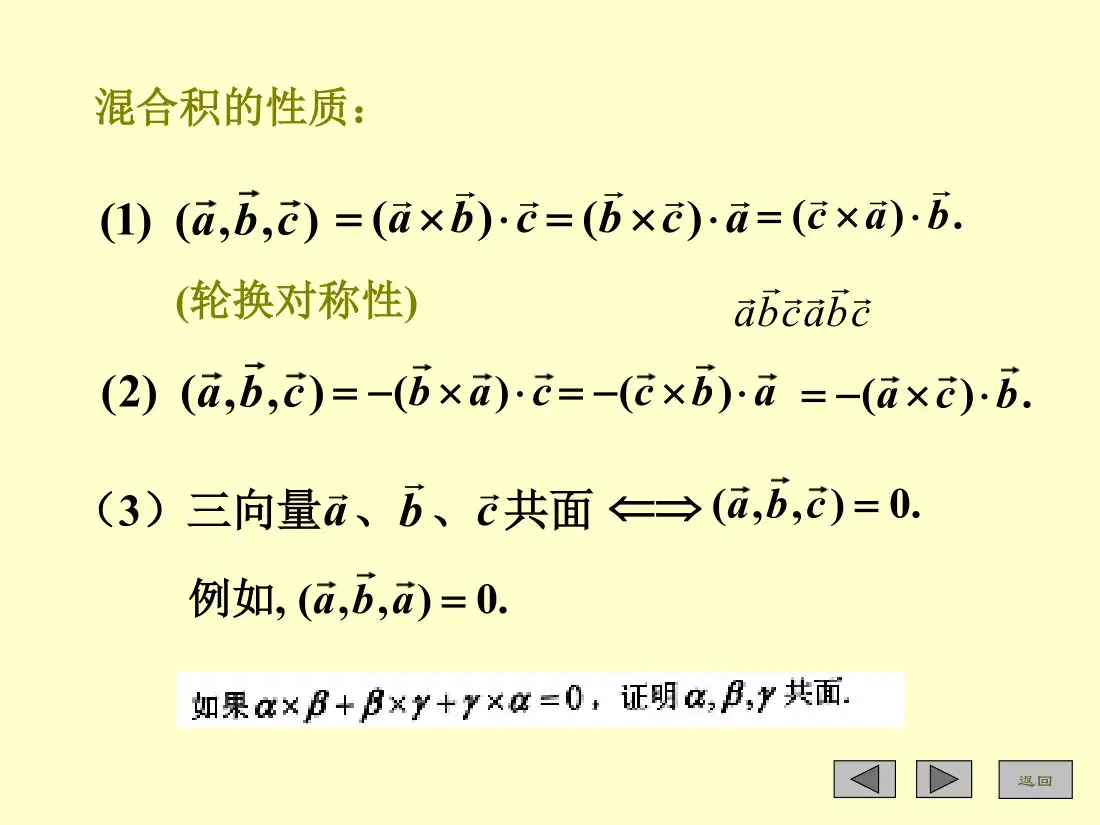 混合积的性质：
(1) (a⃗,b⃗,c⃗) = (a⃗×b⃗)·c⃗ = (b⃗×c⃗)·a⃗ = (c⃗×a⃗)·b⃗.
(轮换对称性) a⃗b⃗c⃗a⃗b⃗c⃗
(2) (a⃗,b⃗,c⃗) = −(b⃗×a⃗)·c⃗ = −(c⃗×b⃗)·a⃗ = −(a⃗×c⃗)·b⃗.
（3）三向量a⃗、b⃗、c⃗共面 ⟺ (a⃗,b⃗,c⃗) = 0.
例如, (a⃗,b⃗,a⃗) = 0.
如果α×β+β×γ+γ×α=0，证明α,β,γ共面.
返回